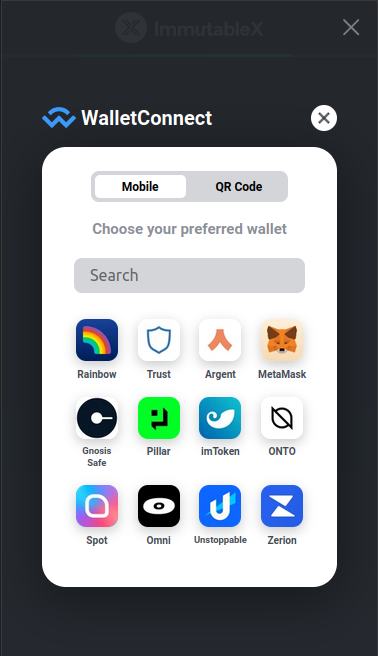 ImmutableX
WalletConnect
Mobile QR Code
Choose your preferred wallet
Search
Rainbow Trust Argent MetaMask
Gnosis
Safe
Pillar imToken ONTO
Spot Omni Unstoppable Zerion